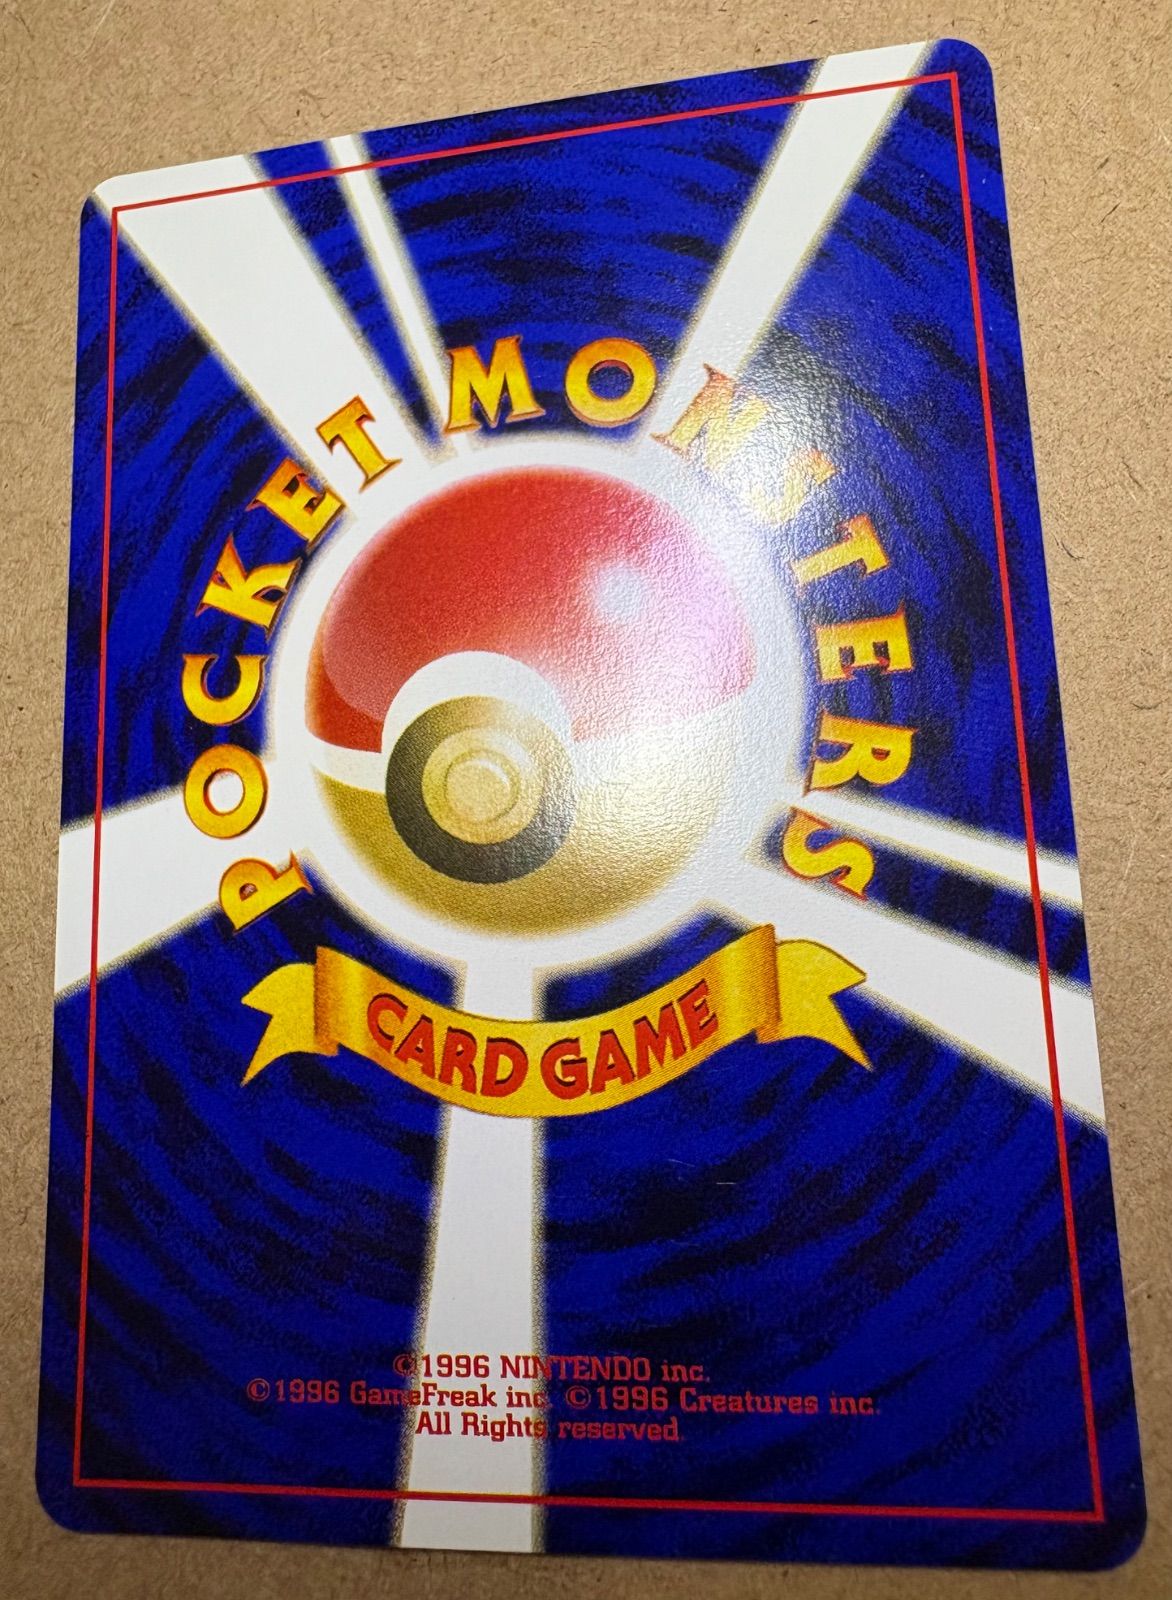 POCKET MONSTERS
CARD GAME
©1996 NINTENDO inc.
©1996 GameFreak inc. ©1996 Creatures inc.
All Rights reserved.